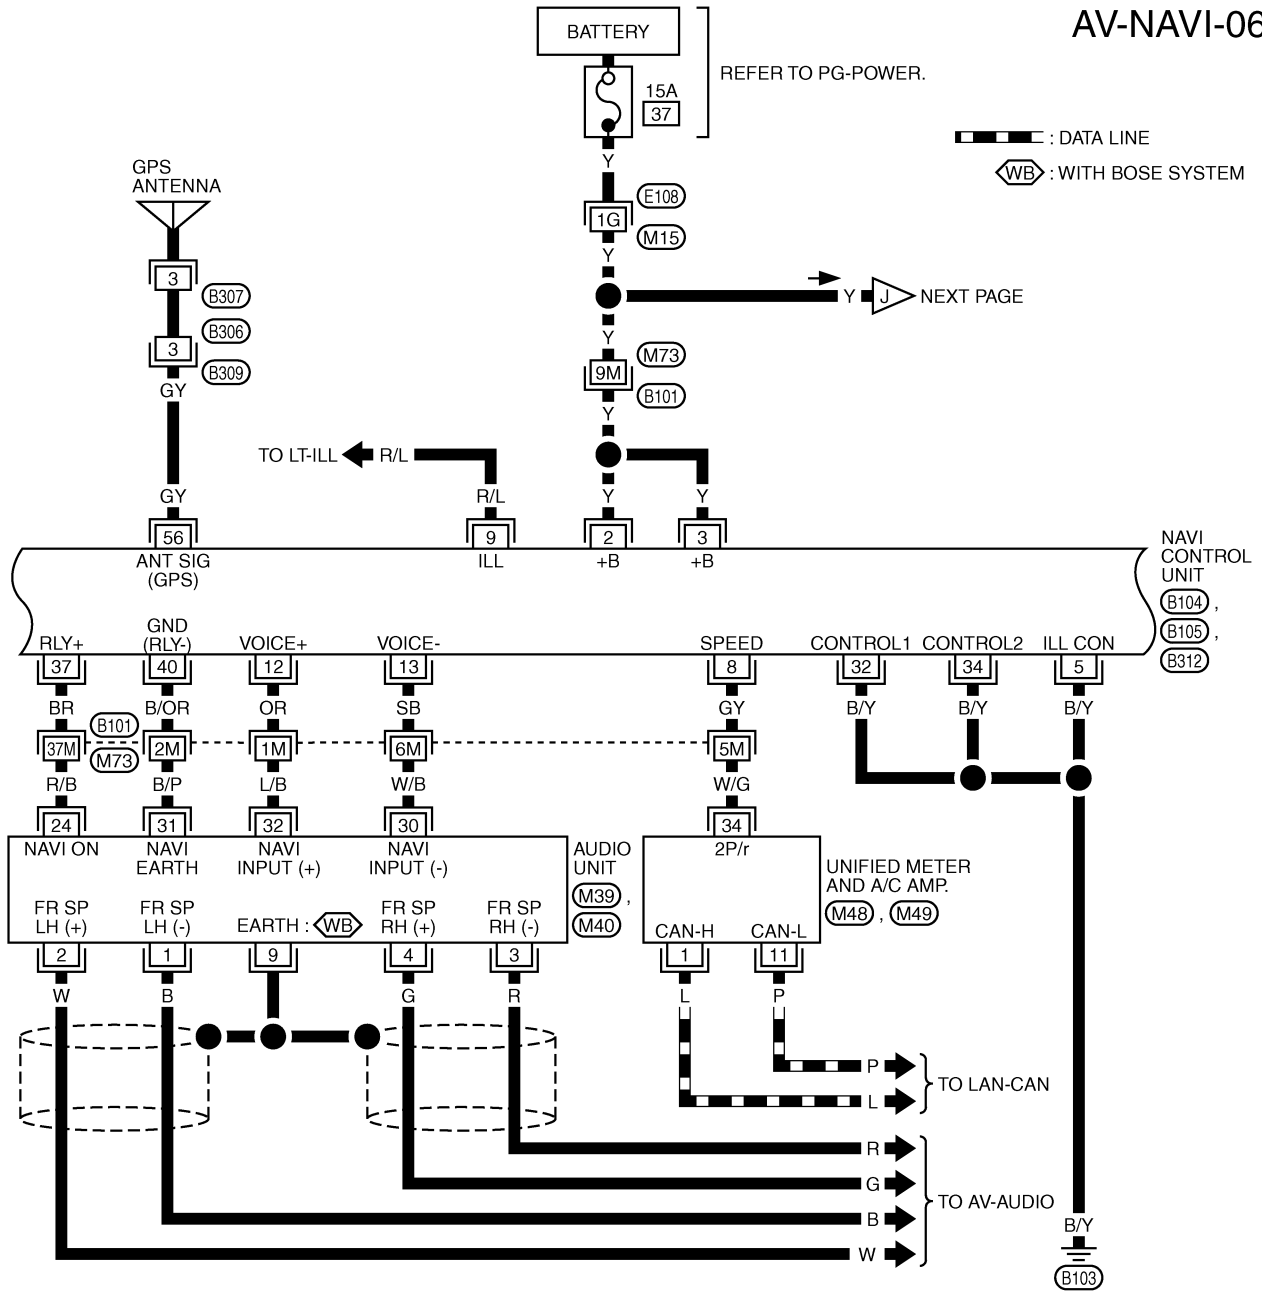 AV-NAVI-06
BATTERY
REFER TO PG-POWER.
15A
37
: DATA LINE
WB : WITH BOSE SYSTEM
GPS
ANTENNA
Y
E108
1G
M15
Y
3
B307
Y J NEXT PAGE
B306
3
B309
Y
M73
9M
B101
GY
Y
TO LT-ILL R/L
GY
R/L
Y
Y
56
9
2
3
ANT SIG
(GPS)
ILL
+B
+B
NAVI
CONTROL
UNIT
B104 ,
B105 ,
B312
RLY+
GND
(RLY-)
VOICE+
VOICE-
SPEED
CONTROL1
CONTROL2
ILL CON
37
40
12
13
8
32
34
5
BR
B/OR
OR
SB
GY
B/Y
B/Y
B/Y
B101
37M
M73
2M
1M
6M
5M
R/B
B/P
L/B
W/B
W/G
24
31
32
30
34
NAVI ON
NAVI
EARTH
NAVI
INPUT (+)
NAVI
INPUT (-)
2P/r
AUDIO
UNIT
M39 ,
M40
UNIFIED METER
AND A/C AMP.
M48 , M49
FR SP
LH (+)
FR SP
LH (-)
EARTH : WB
FR SP
RH (+)
FR SP
RH (-)
CAN-H
CAN-L
2
1
9
4
3
1
11
W
B
G
R
L
P
P
L
TO LAN-CAN
R
G
B
W
TO AV-AUDIO
B/Y
B103